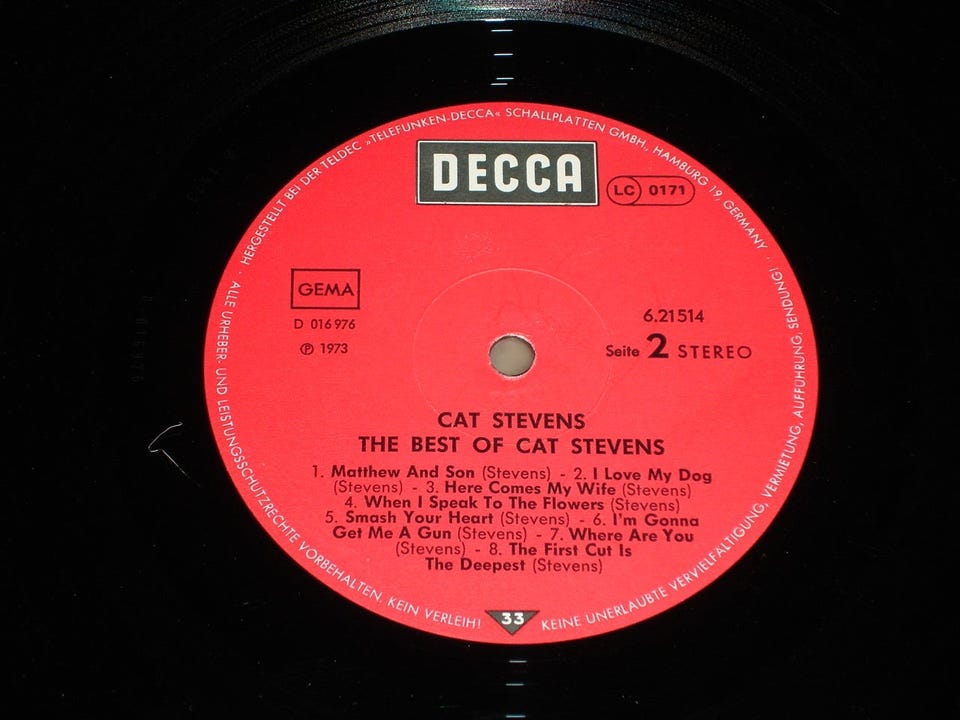 HERGESTELLT BEI DER TELDEC »TELEFUNKEN-DECCA« SCHALLPLATTEN GMBH., HAMBURG 19, GERMANY ·
DECCA
LC 0171
GEMA
D 016 976
℗ 1973
6.21514
Seite 2 STEREO
CAT STEVENS
THE BEST OF CAT STEVENS
1. Matthew And Son (Stevens) - 2. I Love My Dog
(Stevens) - 3. Here Comes My Wife (Stevens)
4. When I Speak To The Flowers (Stevens)
5. Smash Your Heart (Stevens) - 6. I'm Gonna
Get Me A Gun (Stevens) - 7. Where Are You
(Stevens) - 8. The First Cut Is
The Deepest (Stevens)
· ALLE URHEBER- UND LEISTUNGSSCHUTZRECHTE VORBEHALTEN. KEIN VERLEIH!
33
KEINE UNERLAUBTE VERVIELFÄLTIGUNG, VERMIETUNG, AUFFÜHRUNG, SENDUNG!